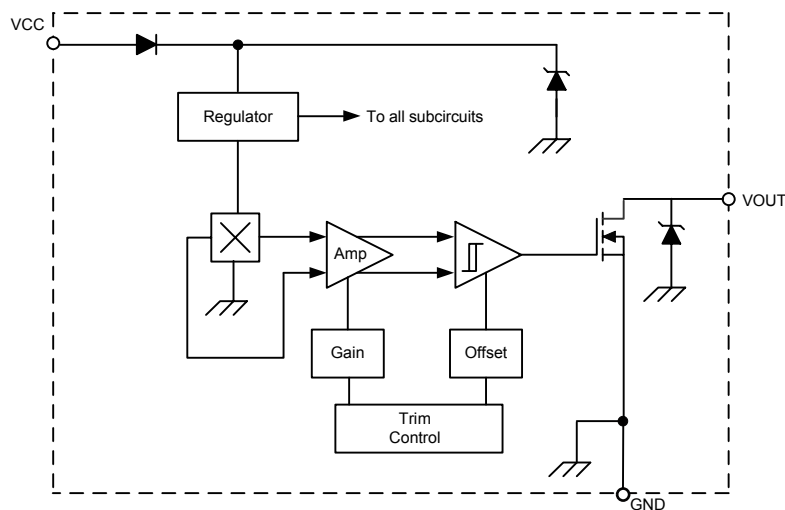 VCC
Regulator
To all subcircuits
VOUT
Amp
Gain
Offset
Trim
Control
GND